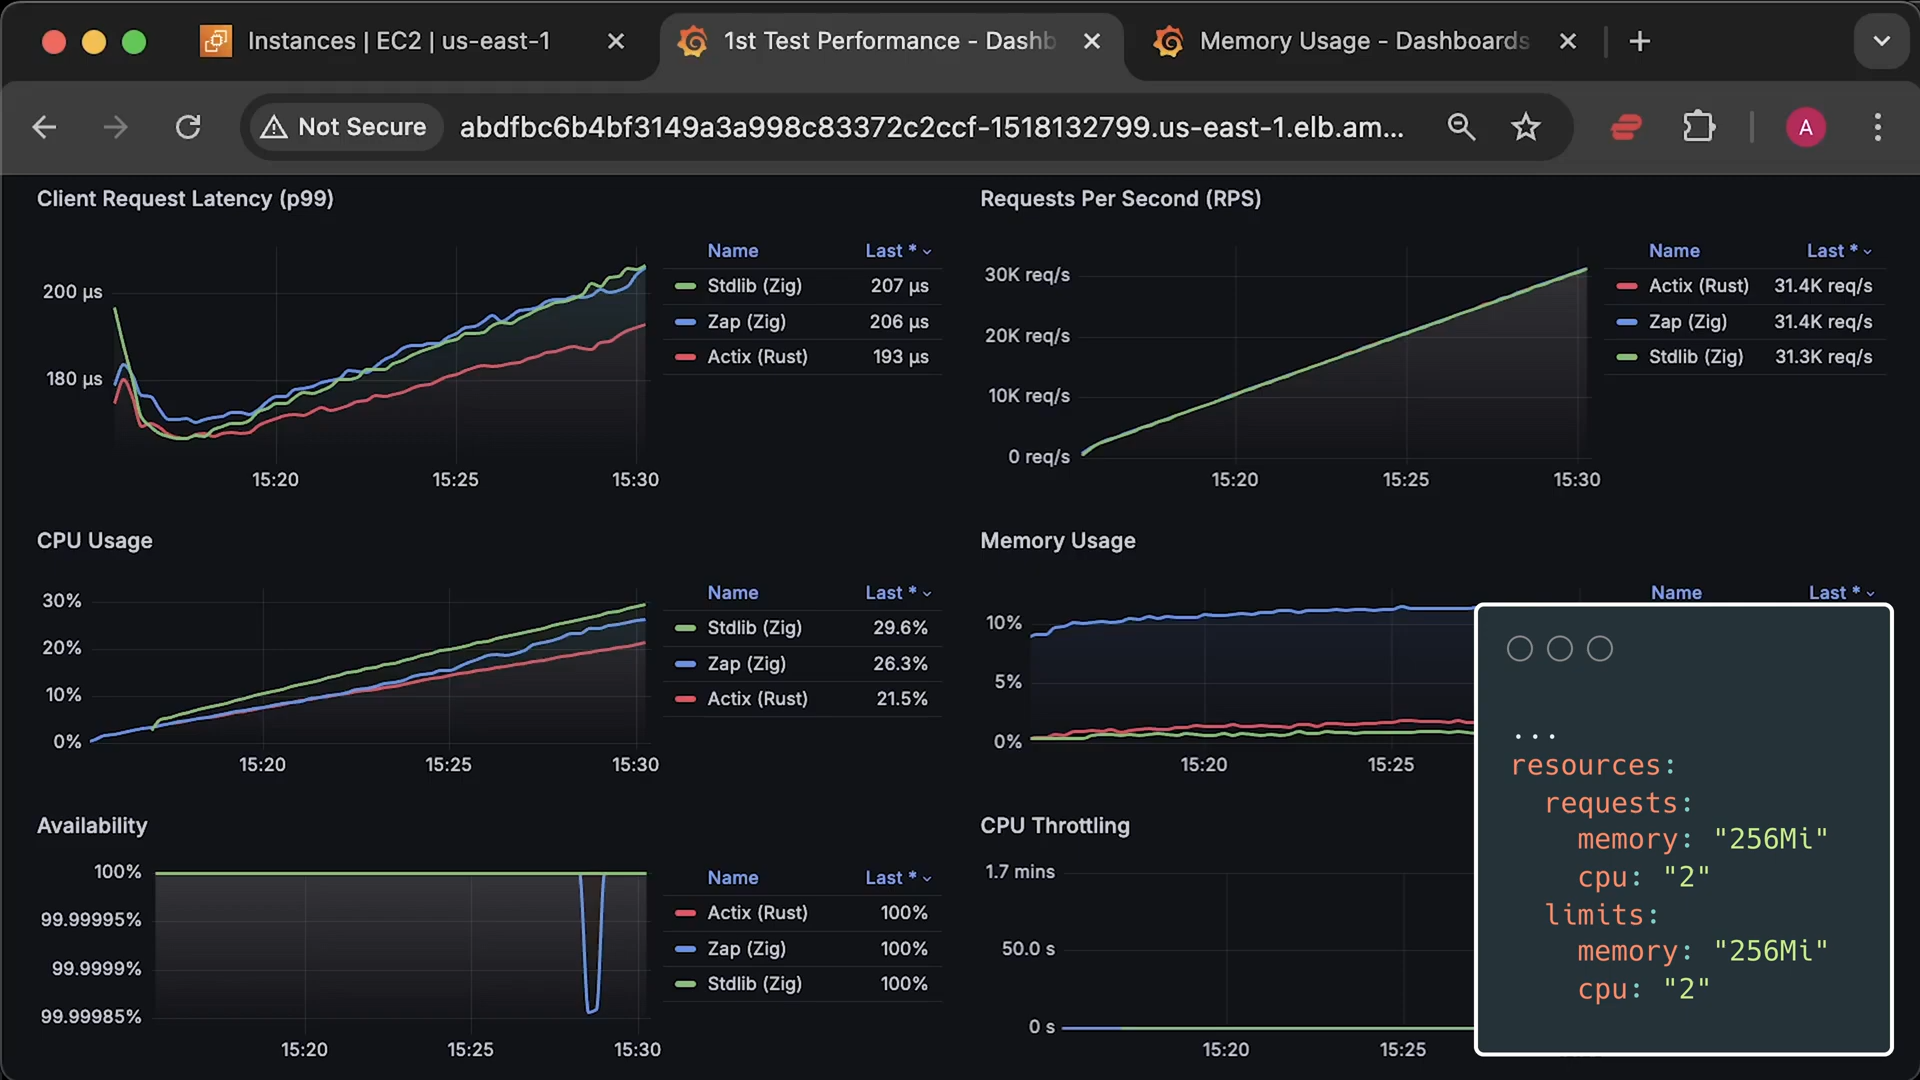 Instances | EC2 | us-east-1
1st Test Performance - Dashb
Memory Usage - Dashboards
Not Secure
abdfbc6b4bf3149a3a998c83372c2ccf-1518132799.us-east-1.elb.am...
A
Client Request Latency (p99)
200 µs
180 µs
15:20 15:25 15:30
Name Last *
Stdlib (Zig) 207 µs
Zap (Zig) 206 µs
Actix (Rust) 193 µs
Requests Per Second (RPS)
30K req/s
20K req/s
10K req/s
0 req/s
15:20 15:25 15:30
Name Last *
Actix (Rust) 31.4K req/s
Zap (Zig) 31.4K req/s
Stdlib (Zig) 31.3K req/s
CPU Usage
30%
20%
10%
0%
15:20 15:25 15:30
Name Last *
Stdlib (Zig) 29.6%
Zap (Zig) 26.3%
Actix (Rust) 21.5%
Memory Usage
10%
5%
0%
15:20 15:25
Name Last *
Availability
100%
99.99995%
99.9999%
99.99985%
15:20 15:25 15:30
Name Last *
Actix (Rust) 100%
Zap (Zig) 100%
Stdlib (Zig) 100%
CPU Throttling
1.7 mins
50.0 s
0 s
15:20 15:25
...
resources:
requests:
memory: "256Mi"
cpu: "2"
limits:
memory: "256Mi"
cpu: "2"